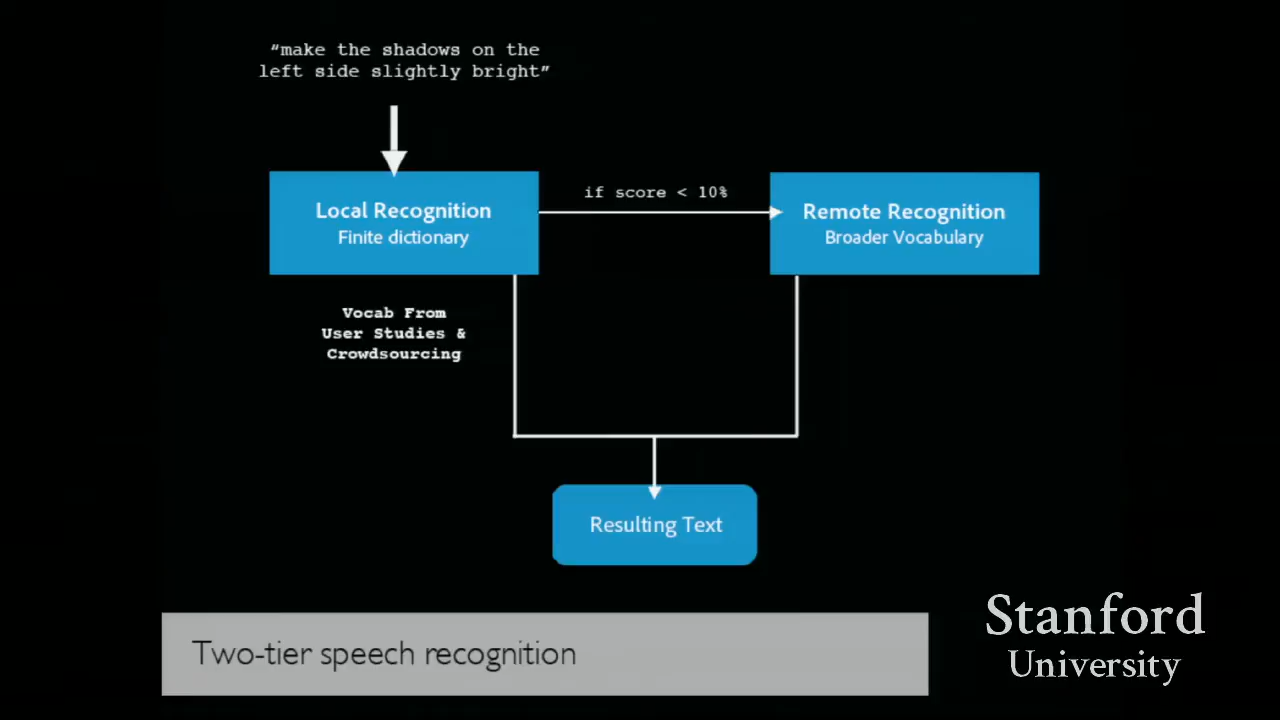 “make the shadows on the
left side slightly bright”
Local Recognition
Finite dictionary
if score < 10%
Remote Recognition
Broader Vocabulary
Vocab From
User Studies &
Crowdsourcing
Resulting Text
Two-tier speech recognition
Stanford
University